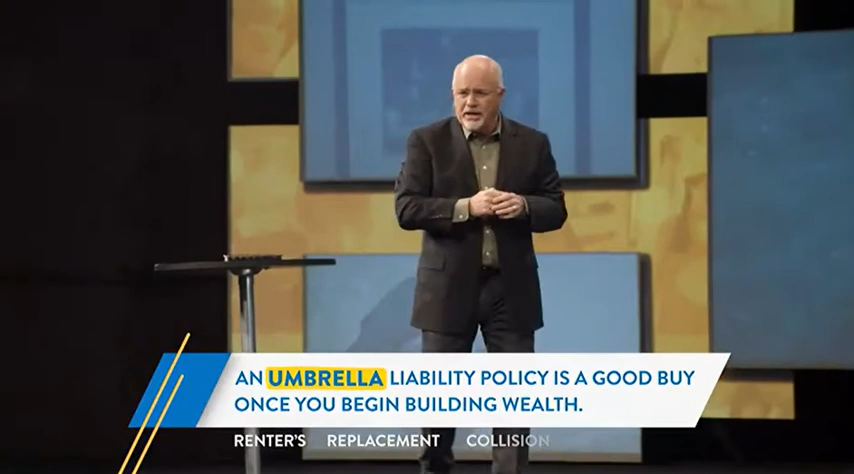 AN UMBRELLA LIABILITY POLICY IS A GOOD BUY
ONCE YOU BEGIN BUILDING WEALTH.
RENTER'S REPLACEMENT COLLISION